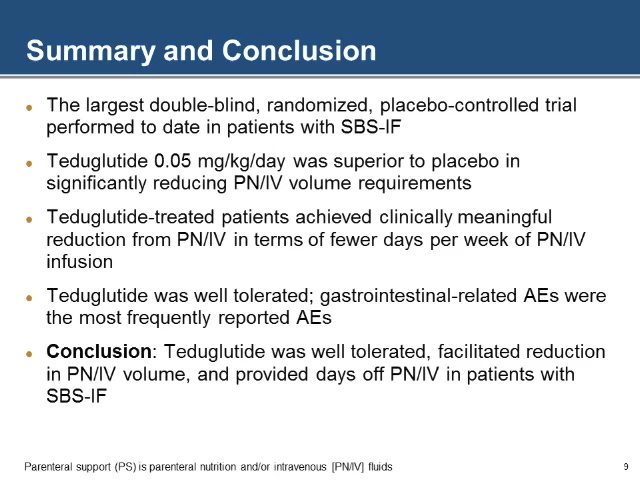 Summary and Conclusion
● The largest double-blind, randomized, placebo-controlled trial
performed to date in patients with SBS-IF
● Teduglutide 0.05 mg/kg/day was superior to placebo in
significantly reducing PN/IV volume requirements
● Teduglutide-treated patients achieved clinically meaningful
reduction from PN/IV in terms of fewer days per week of PN/IV
infusion
● Teduglutide was well tolerated; gastrointestinal-related AEs were
the most frequently reported AEs
● Conclusion: Teduglutide was well tolerated, facilitated reduction
in PN/IV volume, and provided days off PN/IV in patients with
SBS-IF
Parenteral support (PS) is parenteral nutrition and/or intravenous [PN/IV] fluids
9